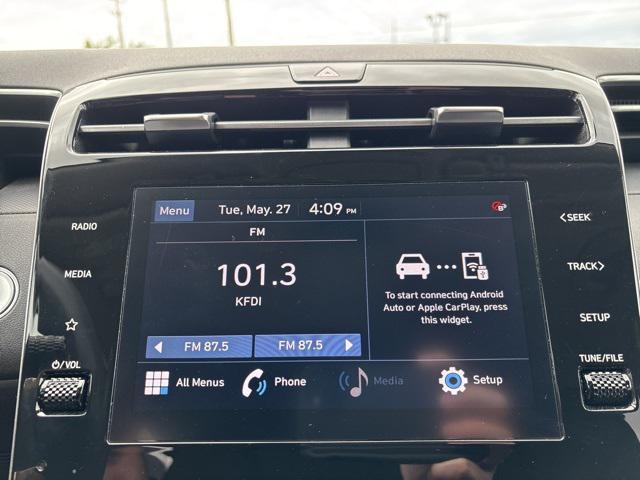 Menu Tue, May. 27 4:09 PM
FM
101.3
KFDI
FM 87.5 FM 87.5
To start connecting Android
Auto or Apple CarPlay, press
this widget.
All Menus Phone Media Setup
RADIO
MEDIA
/VOL
<SEEK
TRACK>
SETUP
TUNE/FILE